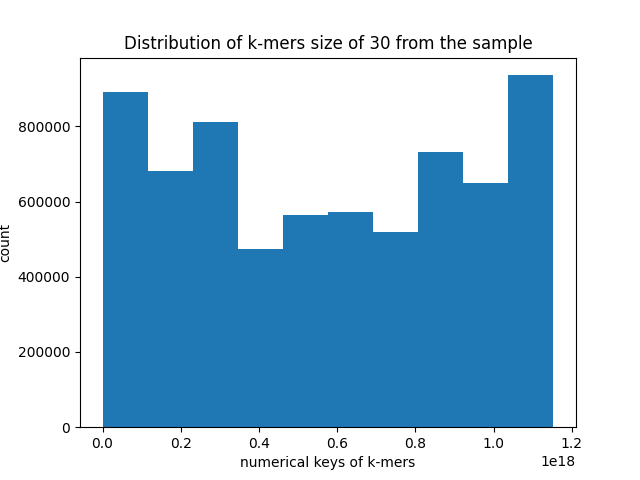 Distribution of k-mers size of 30 from the sample
800000
600000
400000
200000
0
count
0.0 0.2 0.4 0.6 0.8 1.0 1.2
1e18
numerical keys of k-mers